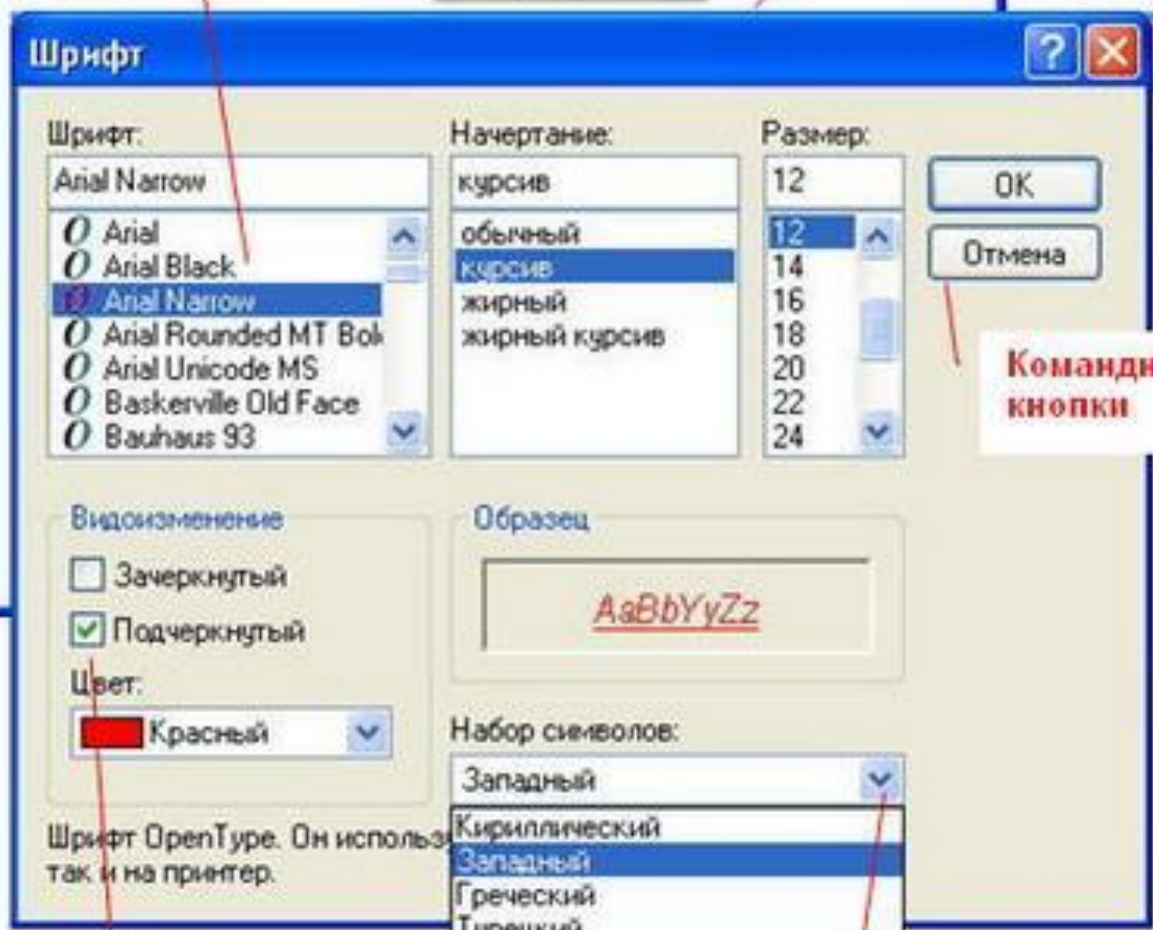 Шрифт
Шрифт:
Arial Narrow
Arial
Arial Black
Arial Narrow
Arial Rounded MT Bol
Arial Unicode MS
Baskerville Old Face
Bauhaus 93
Начертание:
курсив
обычный
курсив
жирный
жирный курсив
Размер:
12
12
14
16
18
20
22
24
OK
Отмена
Командн
кнопки
Видоизменение
Зачеркнутый
Подчеркнутый
Цвет:
Красный
Образец
AaBbYyZz
Набор символов:
Западный
Кириллический
Западный
Греческий
Турецкий
Шрифт OpenType. Он использ
так и на принтер.